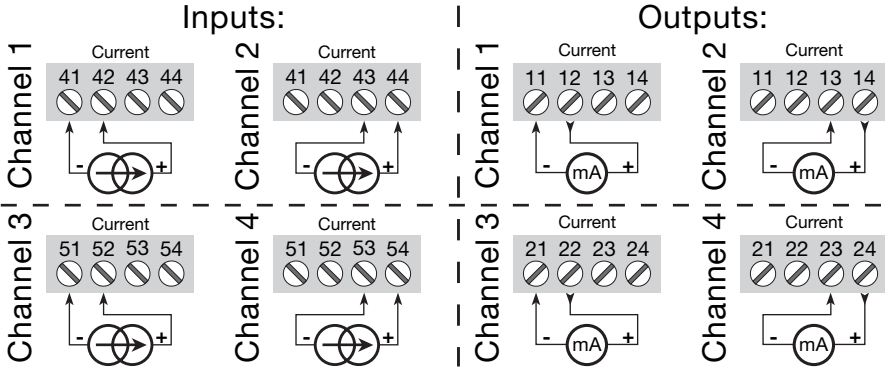 Inputs:
Outputs:
Channel 1
Current
41 42 43 44
- +
Channel 2
Current
41 42 43 44
- +
Channel 1
Current
11 12 13 14
- mA +
Channel 2
Current
11 12 13 14
- mA +
Channel 3
Current
51 52 53 54
- +
Channel 4
Current
51 52 53 54
- +
Channel 3
Current
21 22 23 24
- mA +
Channel 4
Current
21 22 23 24
- mA +